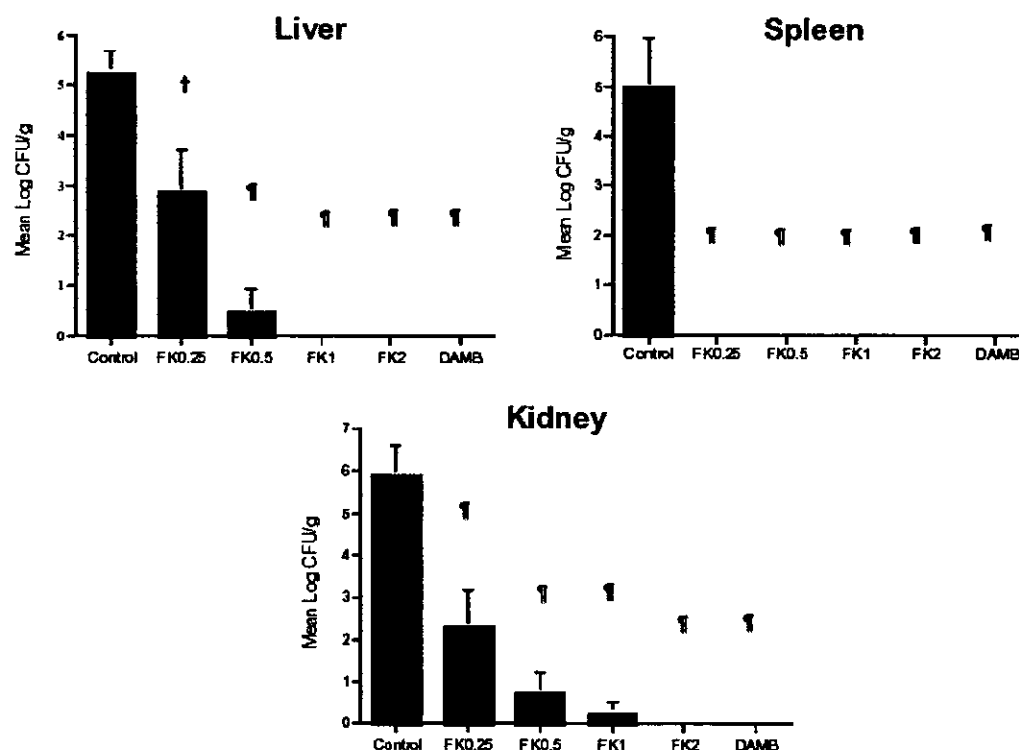 Liver
Mean Log CFU/g
6
5
4
3
2
1
0
†
¶
¶
¶
¶
Control FK0.25 FK0.5 FK1 FK2 DAMB
Spleen
Mean Log CFU/g
6
5
3
2
1
0
¶ ¶ ¶ ¶ ¶
Control FK0.25 FK0.5 FK1 FK2 DAMB
Kidney
Mean Log CFU/g
7
6
5
4
3
2
1
0
¶
¶ ¶
¶ ¶
Control FK0.25 FK0.5 FK1 FK2 DAMB